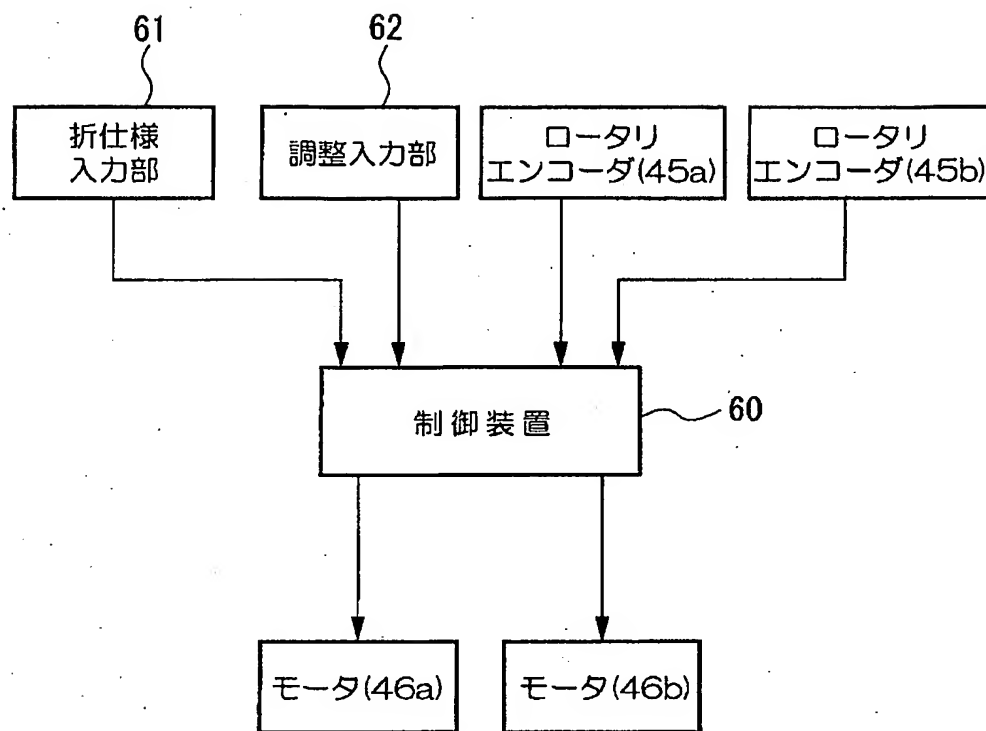 61
62
折仕様
入力部
調整入力部
ロータリ
エンコーダ(45a)
ロータリ
エンコーダ(45b)
制御装置
60
モータ(46a)
モータ(46b)